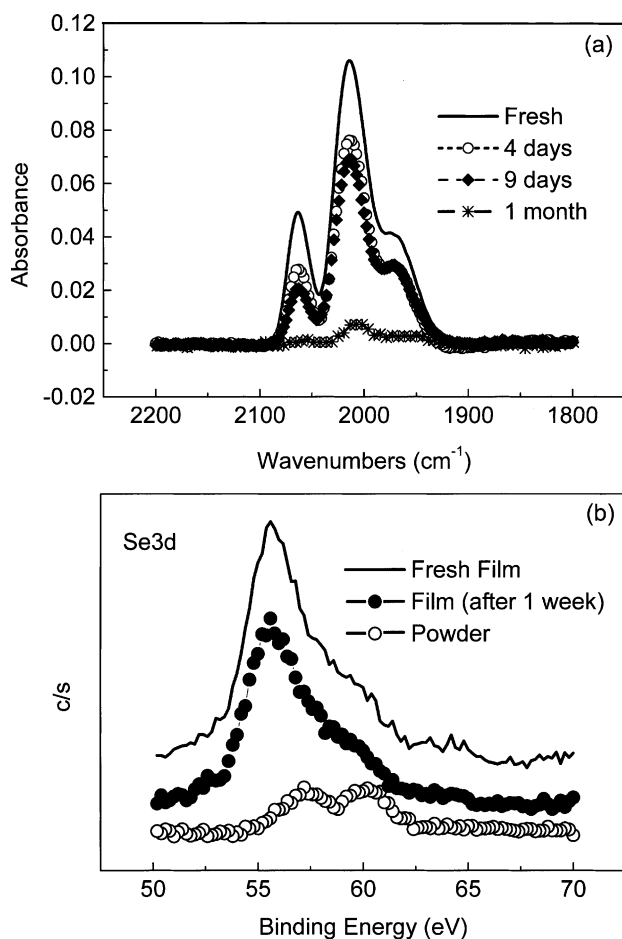 (a)
0.12
0.10
0.08
0.06
0.04
0.02
0.00
-0.02
Absorbance
Fresh
4 days
9 days
1 month
2200 2100 2000 1900 1800
Wavenumbers (cm⁻¹)
(b)
Se3d
Fresh Film
Film (after 1 week)
Powder
c/s
50 55 60 65 70
Binding Energy (eV)